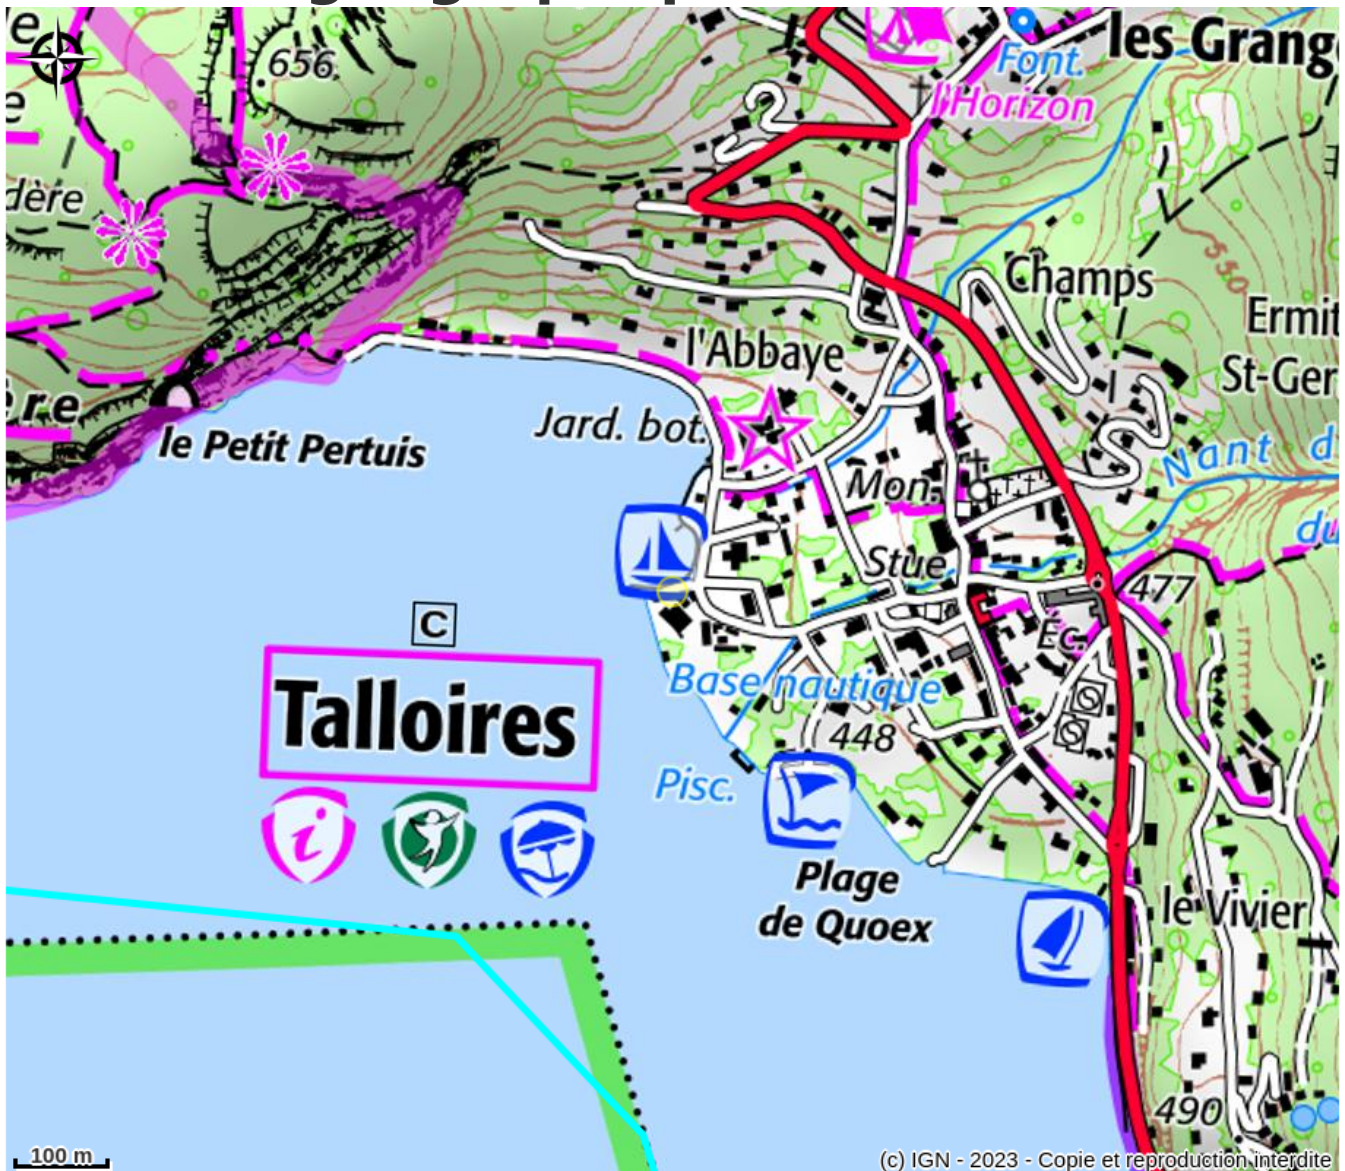 e
656
Font.
les Grang
l'Horizon
e
dère
Champs
Ermit
l'Abbaye
St-Ger
ère
le Petit Pertuis
Jard. bot.
Nant d
Mon.
du
Stue
477
C
Éc.
Talloires
Base nautique
448
i
Pisc.
Plage
de Quoex
le Vivier
490
100 m
(c) IGN - 2023 - Copie et reproduction interdite